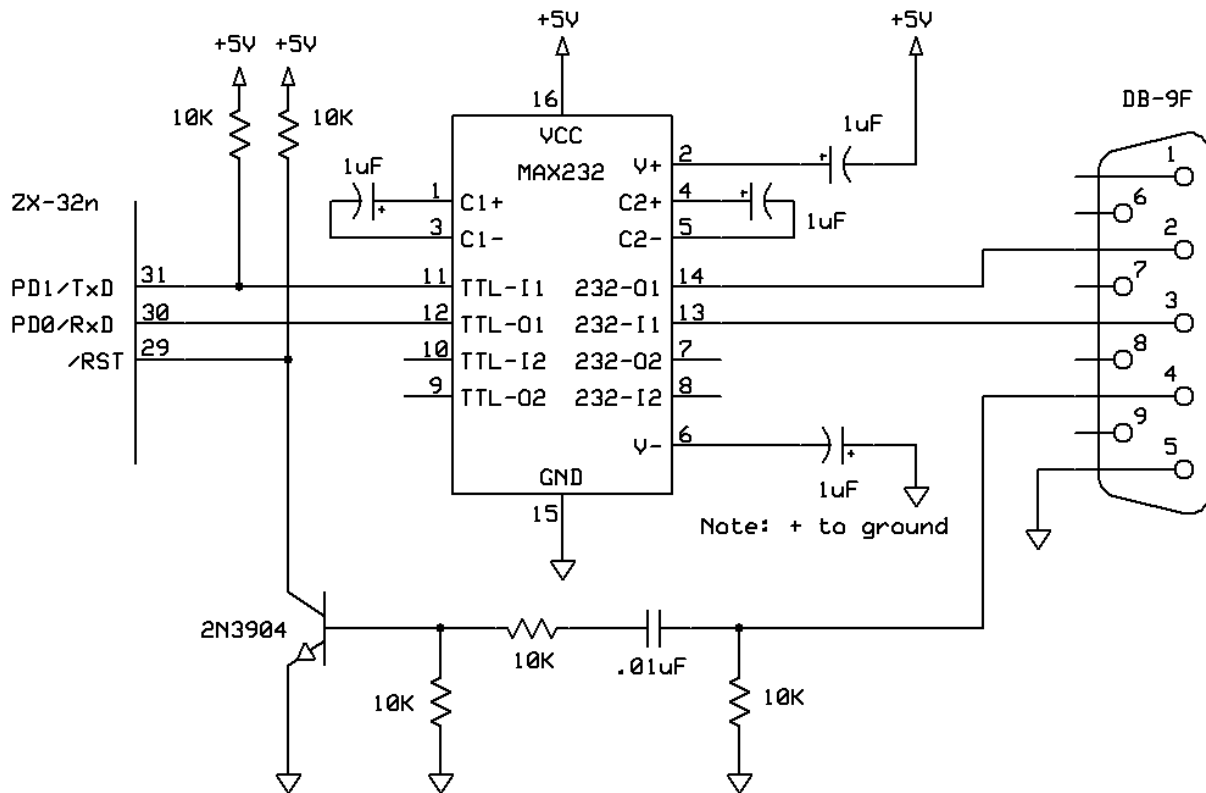 +5V
+5V
+5V
+5V
10K
10K
16
VCC
MAX232
DB-9F
1uF
1uF
1uF
1uF
ZX-32n
PD1/TxD
31
PD0/RxD
30
/RST
29
1
C1+
3
C1-
11
TTL-I1
12
TTL-O1
10
TTL-I2
9
TTL-O2
V+
2
C2+
4
C2-
5
232-O1
14
232-I1
13
232-O2
7
232-I2
8
V-
6
GND
15
Note: + to ground
1
6
2
7
3
8
4
9
5
2N3904
10K
.01uF
10K
10K
+
+
+
+